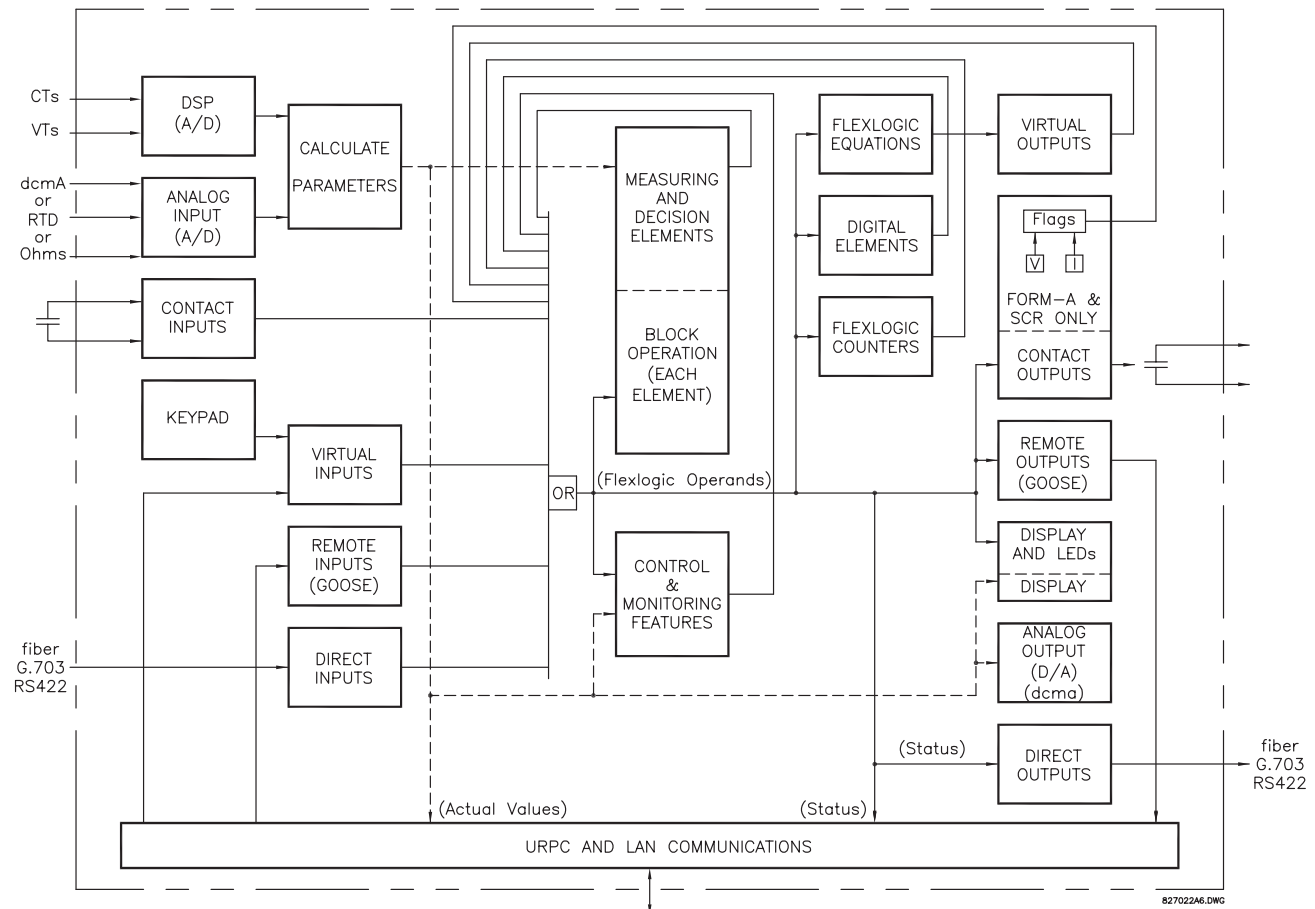 CTs
VTs
dcmA
or
RTD
or
Ohms
DSP
(A/D)
ANALOG
INPUT
(A/D)
CALCULATE
PARAMETERS
CONTACT
INPUTS
KEYPAD
VIRTUAL
INPUTS
REMOTE
INPUTS
(GOOSE)
fiber
G.703
RS422
DIRECT
INPUTS
OR
MEASURING
AND
DECISION
ELEMENTS
BLOCK
OPERATION
(EACH
ELEMENT)
(Flexlogic Operands)
CONTROL
&
MONITORING
FEATURES
FLEXLOGIC
EQUATIONS
DIGITAL
ELEMENTS
FLEXLOGIC
COUNTERS
VIRTUAL
OUTPUTS
Flags
V
I
FORM-A &
SCR ONLY
CONTACT
OUTPUTS
REMOTE
OUTPUTS
(GOOSE)
DISPLAY
AND LEDs
DISPLAY
ANALOG
OUTPUT
(D/A)
(dcma)
(Status)
DIRECT
OUTPUTS
fiber
G.703
RS422
(Actual Values)
(Status)
URPC AND LAN COMMUNICATIONS
827022A6.DWG